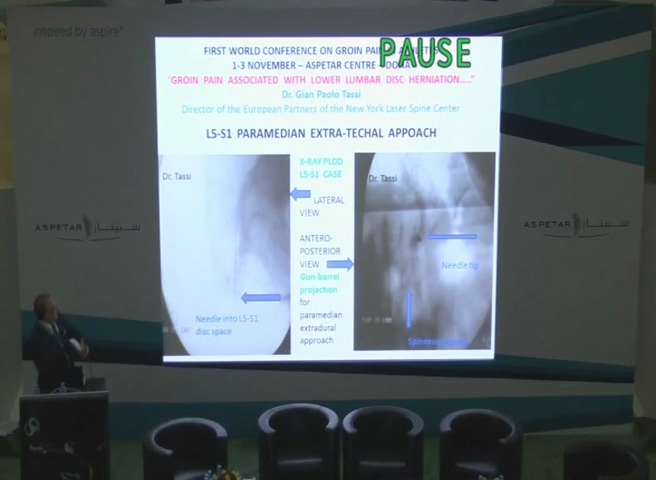 inspired by aspire
PAUSE
FIRST WORLD CONFERENCE ON GROIN PAIN
1-3 NOVEMBER – ASPETAR CENTRE -
"GROIN PAIN ASSOCIATED WITH LOWER LUMBAR DISC HERNIATION....."
Dr. Gian Paolo Tassi
Director of the European Partners of the New York Laser Spine Center
L5-S1 PARAMEDIAN EXTRA-TECHAL APPOACH
Dr. Tassi
X-RAY PLDD
L5-S1 CASE
LATERAL
VIEW
ANTERO-
POSTERIOR
VIEW
Gun-barrel
projection
for
paramedian
extradural
approach
Needle into L5-S1
disc space
Dr. Tassi
Needle tip
ASPETAR سبيتار
ASPETAR سبيتار